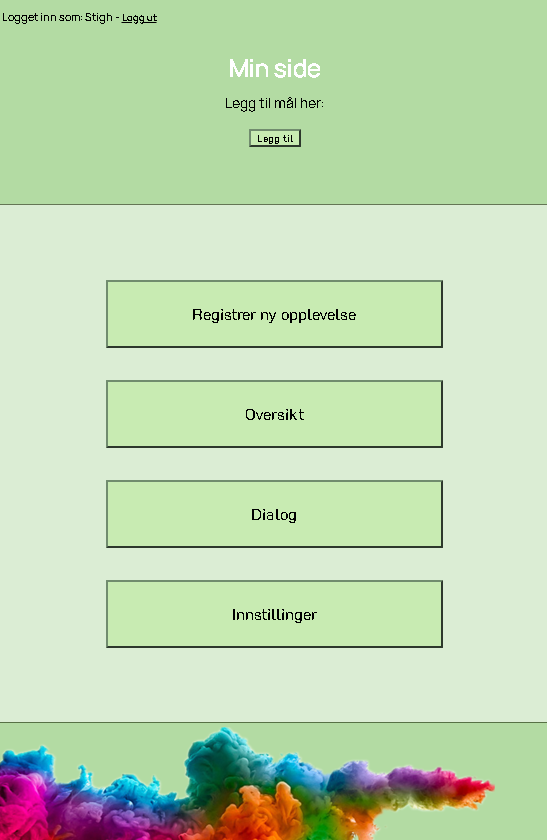 Logget inn som: Stigh - Logg ut
Min side
Legg til mål her:
Legg til
Registrer ny opplevelse
Oversikt
Dialog
Innstillinger